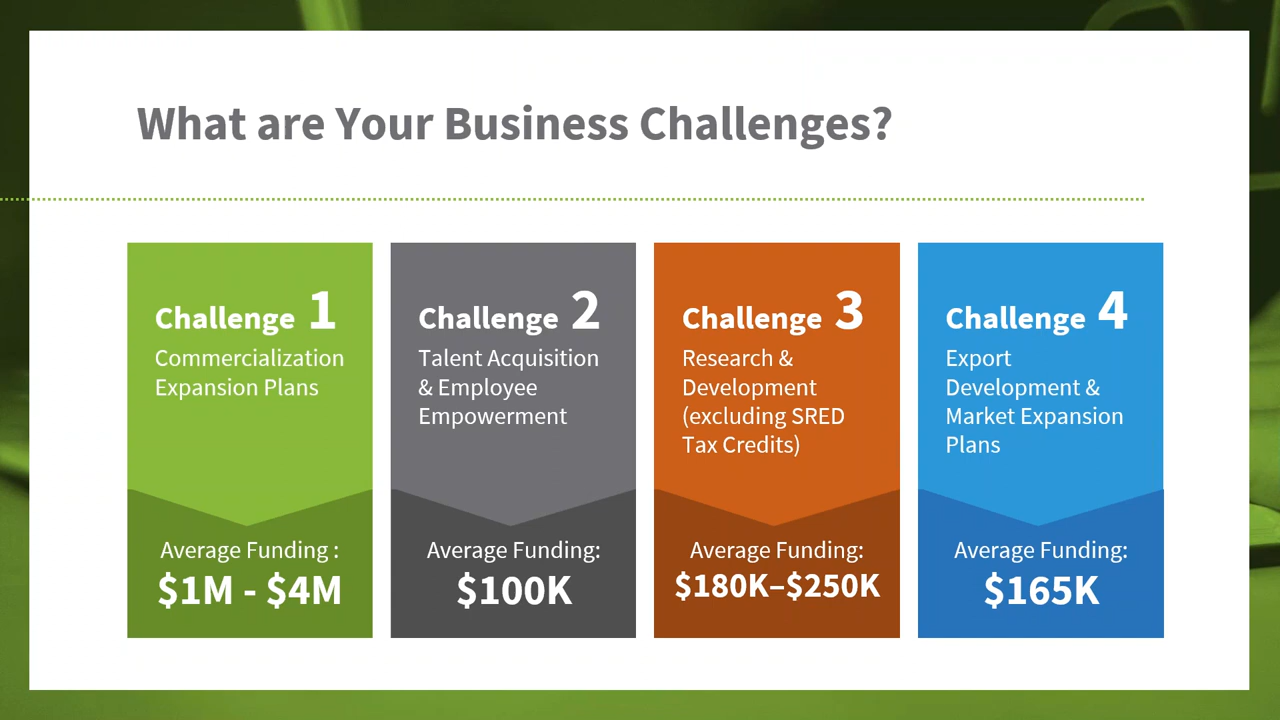 What are Your Business Challenges?
Challenge 1
Commercialization
Expansion Plans
Average Funding :
$1M - $4M
Challenge 2
Talent Acquisition
& Employee
Empowerment
Average Funding:
$100K
Challenge 3
Research &
Development
(excluding SRED
Tax Credits)
Average Funding:
$180K–$250K
Challenge 4
Export
Development &
Market Expansion
Plans
Average Funding:
$165K